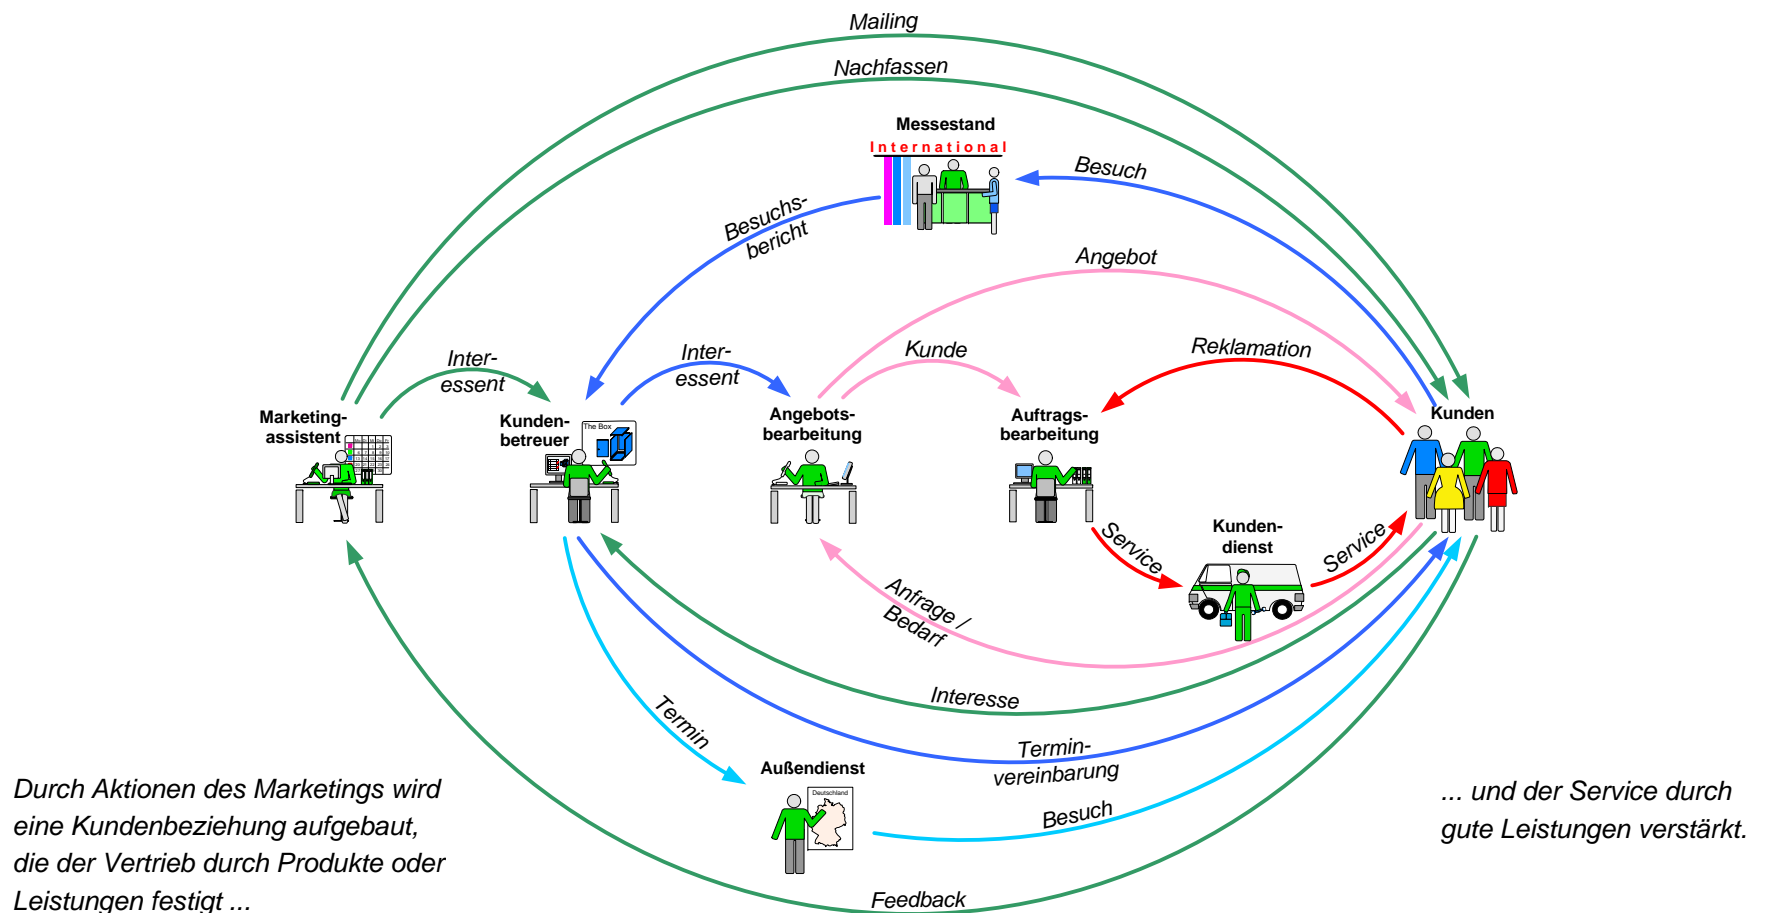 Mailing
Nachfassen
Messestand
International
Besuch
Besuchs-
bericht
Angebot
Inter-
essent
Inter-
essent
Kunde
Reklamation
Marketing-
assistent
Kunden-
betreuer
The Box
Angebots-
bearbeitung
Auftrags-
bearbeitung
Kunden
Service
Kunden-
dienst
Service
Anfrage /
Bedarf
Interesse
Termin
Termin-
vereinbarung
Außendienst
Deutschland
Besuch
Feedback
Durch Aktionen des Marketings wird
eine Kundenbeziehung aufgebaut,
die der Vertrieb durch Produkte oder
Leistungen festigt ...
... und der Service durch
gute Leistungen verstärkt.